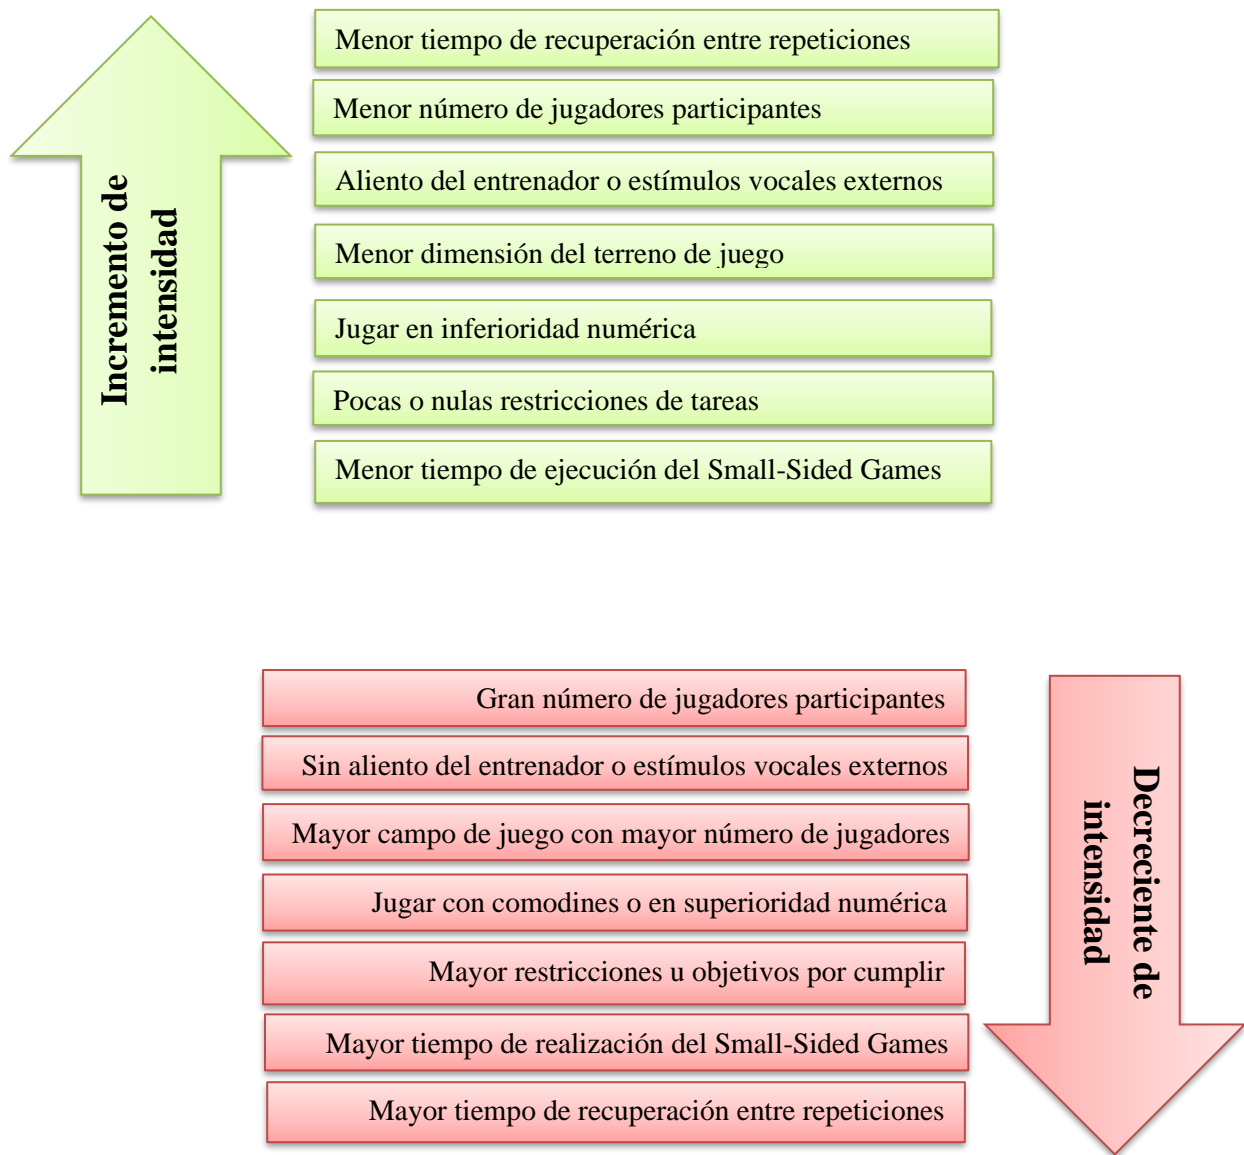 Menor tiempo de recuperación entre repeticiones
Menor número de jugadores participantes
Aliento del entrenador o estímulos vocales externos
Menor dimensión del terreno de juego
Jugar en inferioridad numérica
Pocas o nulas restricciones de tareas
Menor tiempo de ejecución del Small-Sided Games
Incremento de
intensidad
Gran número de jugadores participantes
Sin aliento del entrenador o estímulos vocales externos
Mayor campo de juego con mayor número de jugadores
Jugar con comodines o en superioridad numérica
Mayor restricciones u objetivos por cumplir
Mayor tiempo de realización del Small-Sided Games
Mayor tiempo de recuperación entre repeticiones
Decreciente de
intensidad